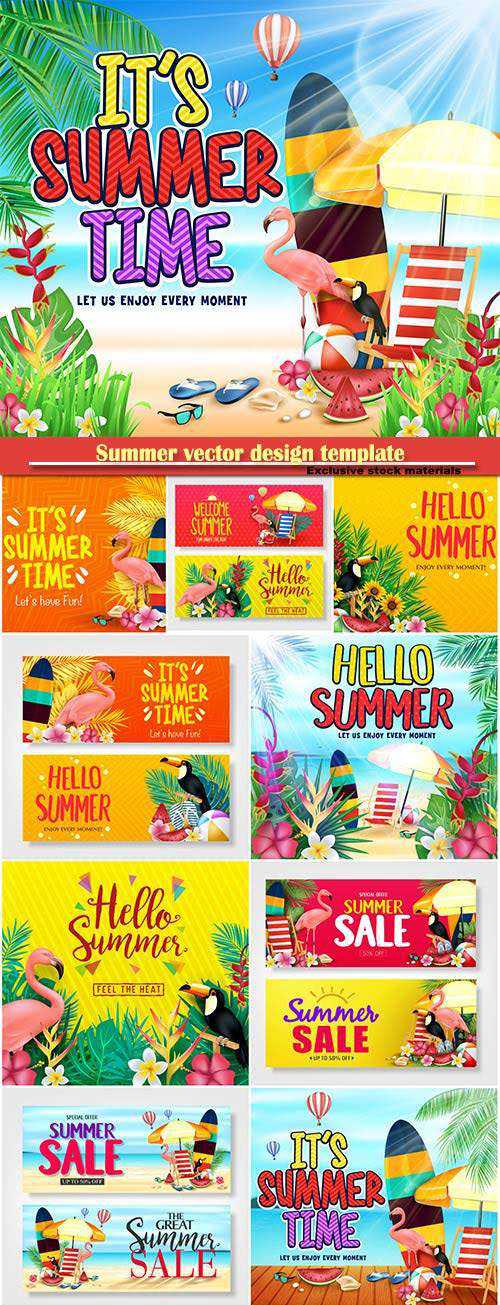 IT'S
SUMMER
TIME
LET US ENJOY EVERY MOMENT
Summer vector design template
Exclusive stock materials
IT'S
SUMMER
TIME
Let's have Fun!
WELCOME
SUMMER
Hello
Summer
FEEL THE HEAT
HELLO
SUMMER
ENJOY EVERY MOMENT!
IT'S
SUMMER
TIME
Let's have Fun!
HELLO
SUMMER
ENJOY EVERY MOMENT!
HELLO
SUMMER
LET US ENJOY EVERY MOMENT
Hello
Summer
FEEL THE HEAT
SPECIAL OFFER
SUMMER
SALE
50% OFF
Summer
SALE
UP TO 50% OFF
SPECIAL OFFER
SUMMER
SALE
UP TO 50% OFF
THE
GREAT
Summer
SALE
IT'S
SUMMER
TIME
LET US ENJOY EVERY MOMENT